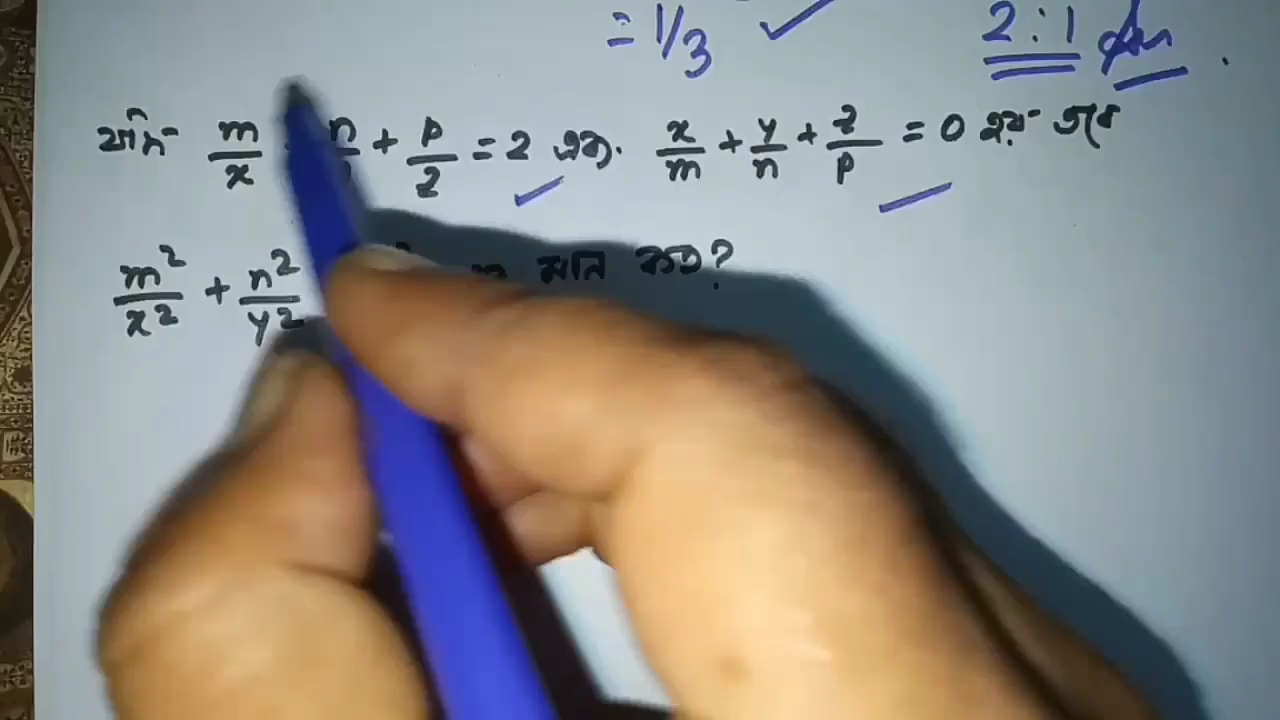 = 1/3 2:1 Ans
যদি m/x n + p/z = 2 এবং x/m + y/n + z/p = 0 হয় তবে
m²/x² + n²/y² মান কত?